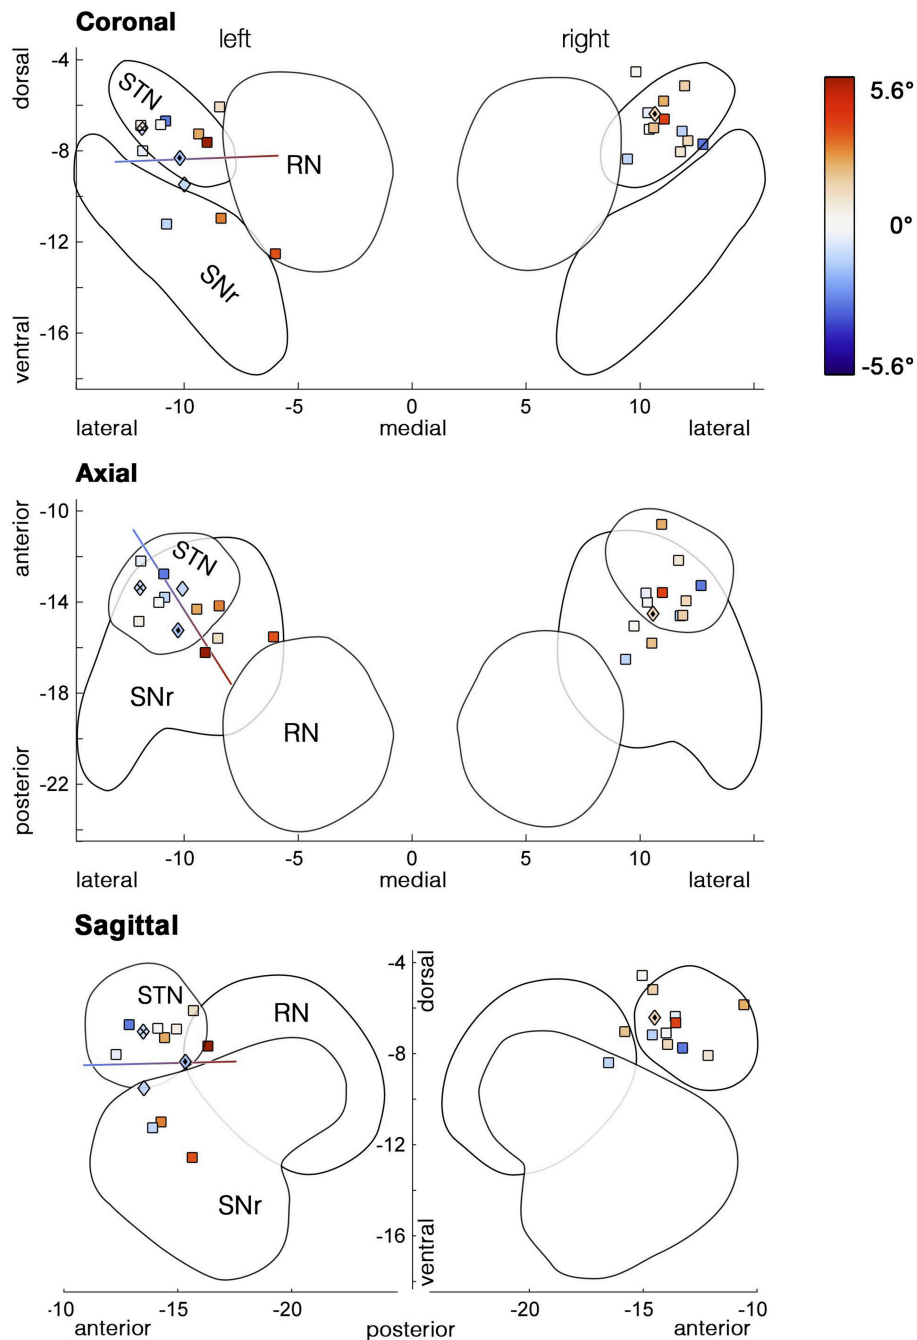 Coronal
left
right
dorsal
ventral
-4
-8
-12
-16
STN
RN
SNr
5.6°
0°
-5.6°
-10
-5
0
5
10
lateral
medial
lateral
Axial
anterior
posterior
-10
-14
-18
-22
STN
SNr
RN
-10
-5
0
5
10
lateral
medial
lateral
Sagittal
-4
-8
-12
-16
dorsal
ventral
STN
RN
SNr
-10
-15
-20
-20
-15
-10
anterior
posterior
anterior